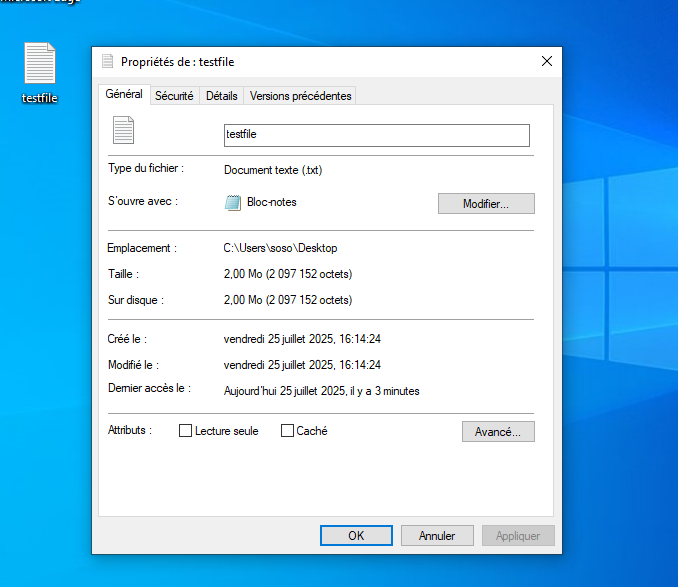 Microsoft Edge
testfile
Propriétés de : testfile
Général Sécurité Détails Versions précédentes
testfile
Type du fichier : Document texte (.txt)
S'ouvre avec : Bloc-notes Modifier...
Emplacement : C:\Users\soso\Desktop
Taille : 2,00 Mo (2 097 152 octets)
Sur disque : 2,00 Mo (2 097 152 octets)
Créé le : vendredi 25 juillet 2025, 16:14:24
Modifié le : vendredi 25 juillet 2025, 16:14:24
Dernier accès le : Aujourd'hui 25 juillet 2025, il y a 3 minutes
Attributs : Lecture seule Caché Avancé...
OK Annuler Appliquer